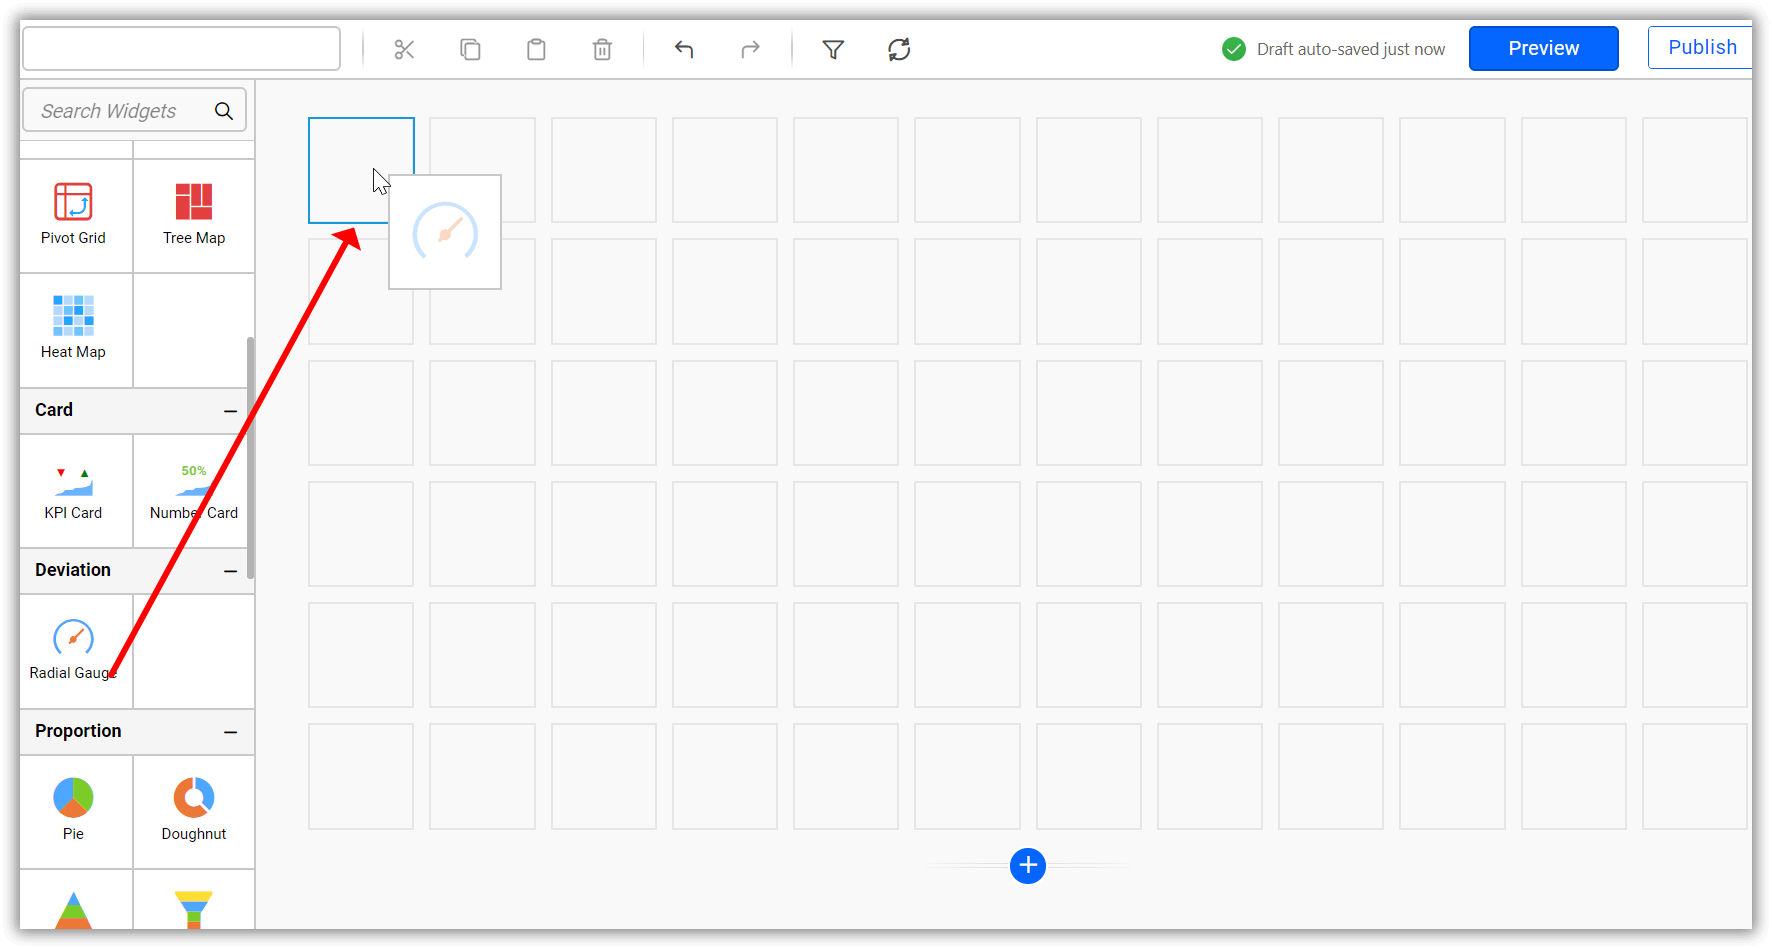 Draft auto-saved just now
Preview
Publish
Search Widgets
Pivot Grid
Tree Map
Heat Map
Card
50%
KPI Card
Number Card
Deviation
Radial Gauge
Proportion
Pie
Doughnut